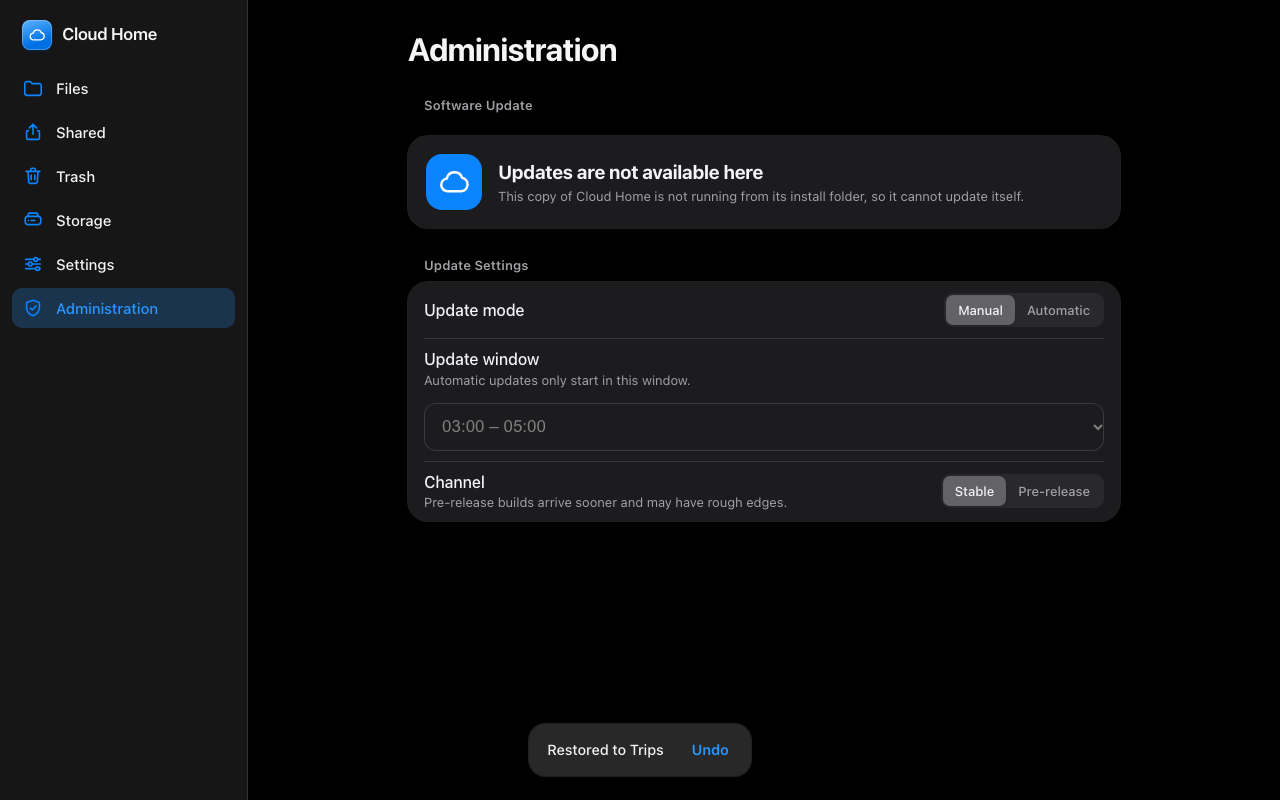 Cloud Home
Files
Shared
Trash
Storage
Settings
Administration
Administration
Software Update
Updates are not available here
This copy of Cloud Home is not running from its install folder, so it cannot update itself.
Update Settings
Update mode
Manual
Automatic
Update window
Automatic updates only start in this window.
03:00 – 05:00
Channel
Pre-release builds arrive sooner and may have rough edges.
Stable
Pre-release
Restored to Trips
Undo